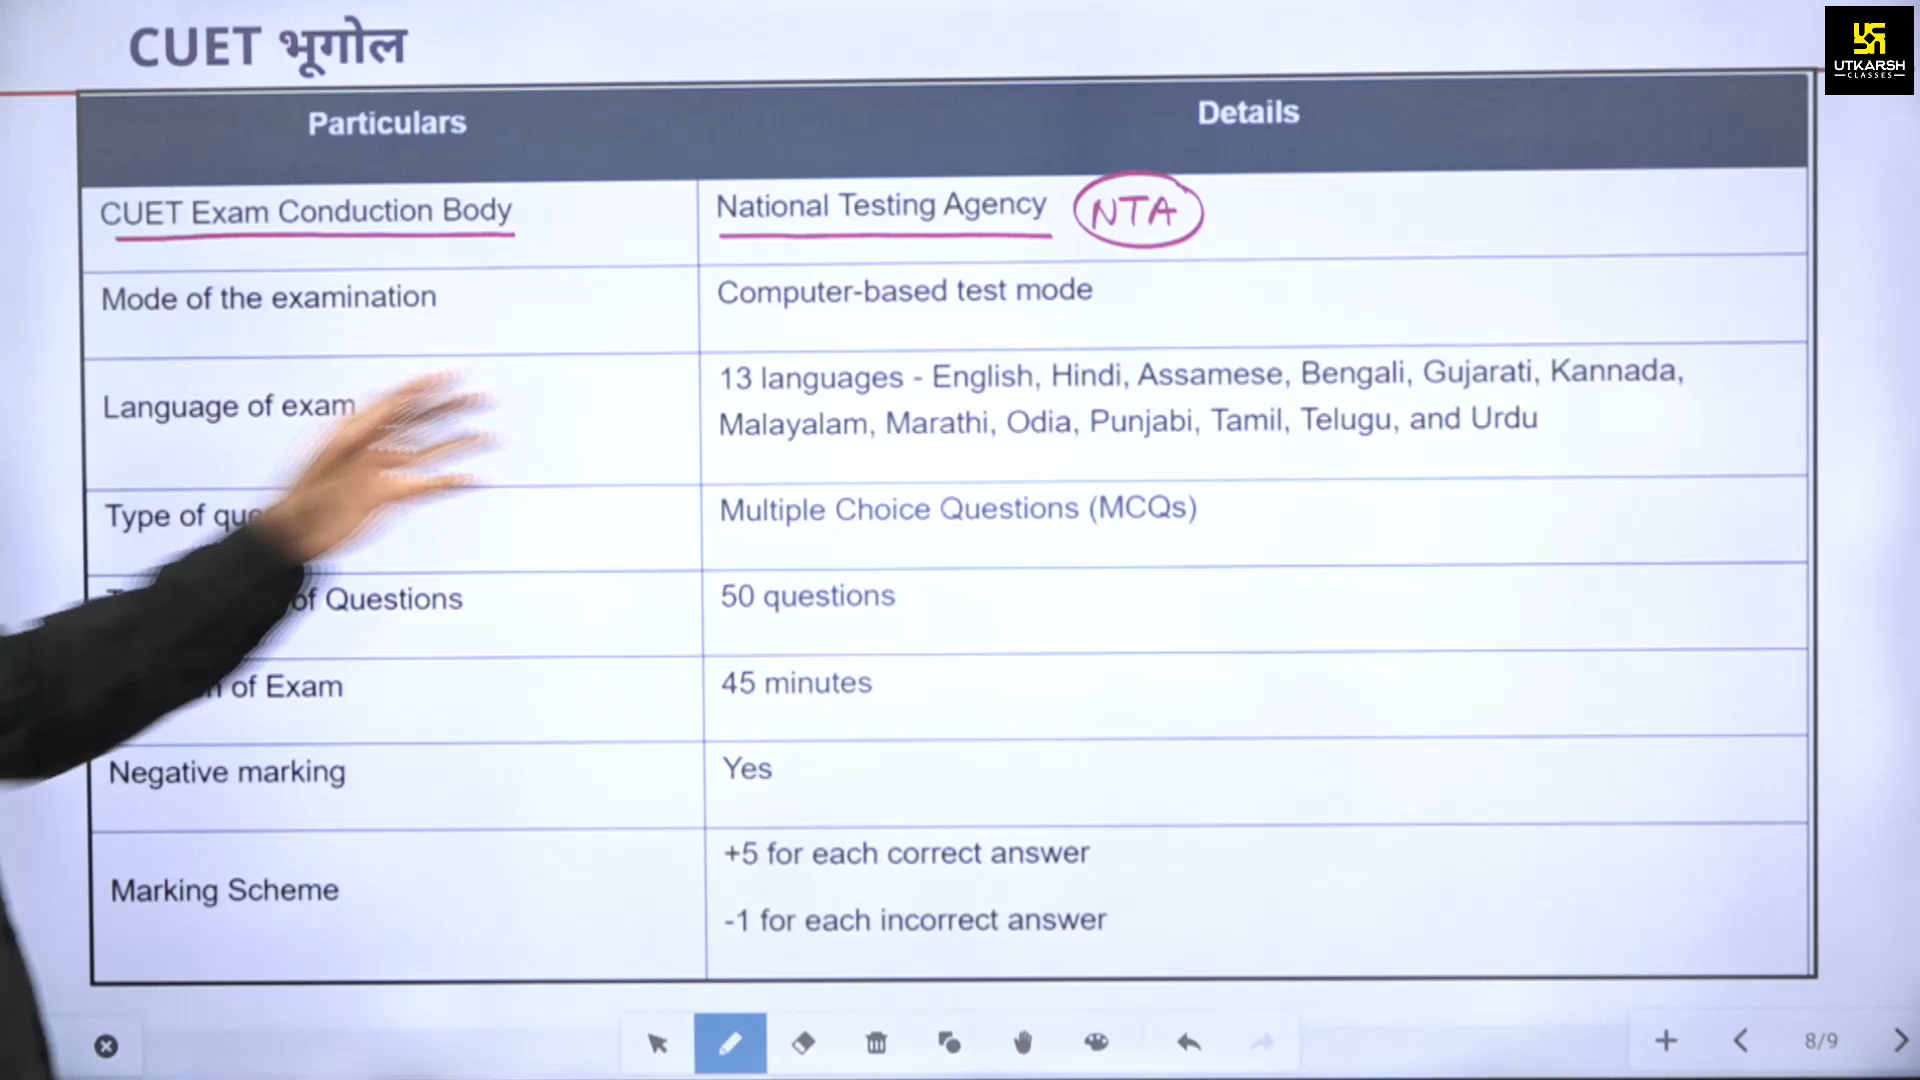 CUET भूगोल
UTKARSH
CLASSES
Particulars
Details
CUET Exam Conduction Body
National Testing Agency
NTA
Mode of the examination
Computer-based test mode
Language of exam
13 languages - English, Hindi, Assamese, Bengali, Gujarati, Kannada,
Malayalam, Marathi, Odia, Punjabi, Tamil, Telugu, and Urdu
Type of
Multiple Choice Questions (MCQs)
of Questions
50 questions
of Exam
45 minutes
Negative marking
Yes
Marking Scheme
+5 for each correct answer
-1 for each incorrect answer
8/9